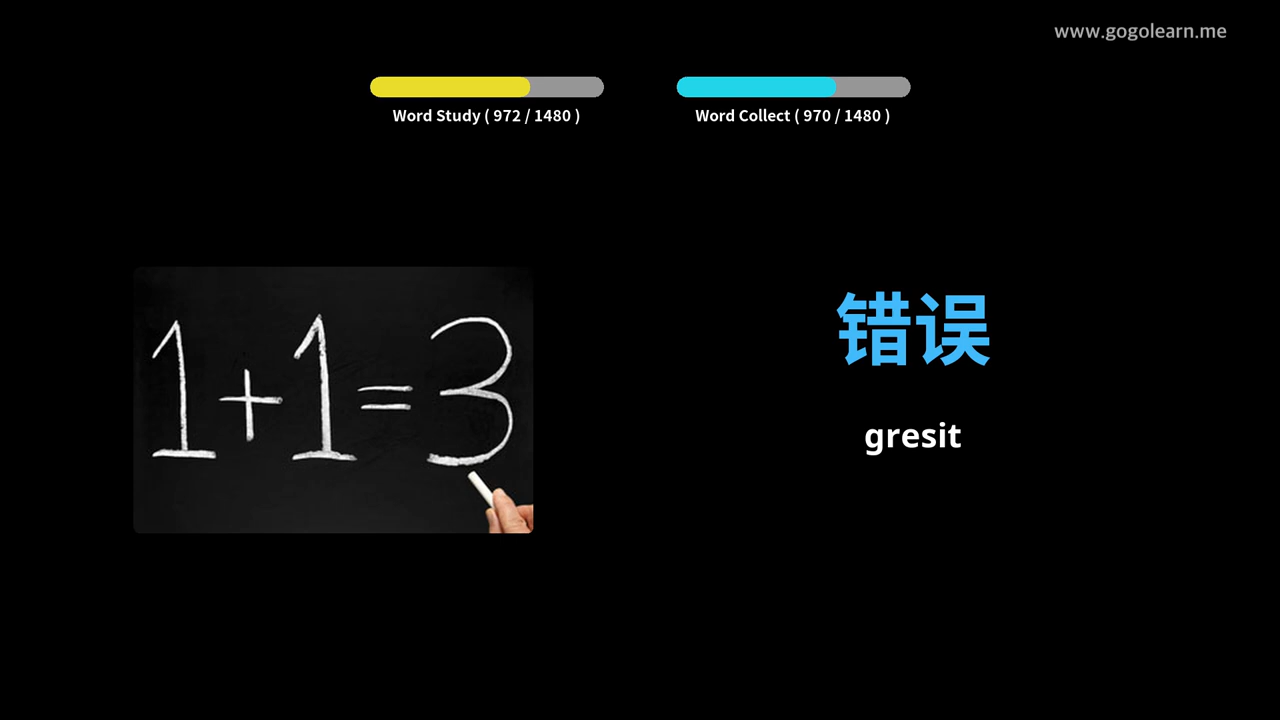 www.gogolearn.me
Word Study ( 972 / 1480 )
Word Collect ( 970 / 1480 )
1+1=3
错误
gresit